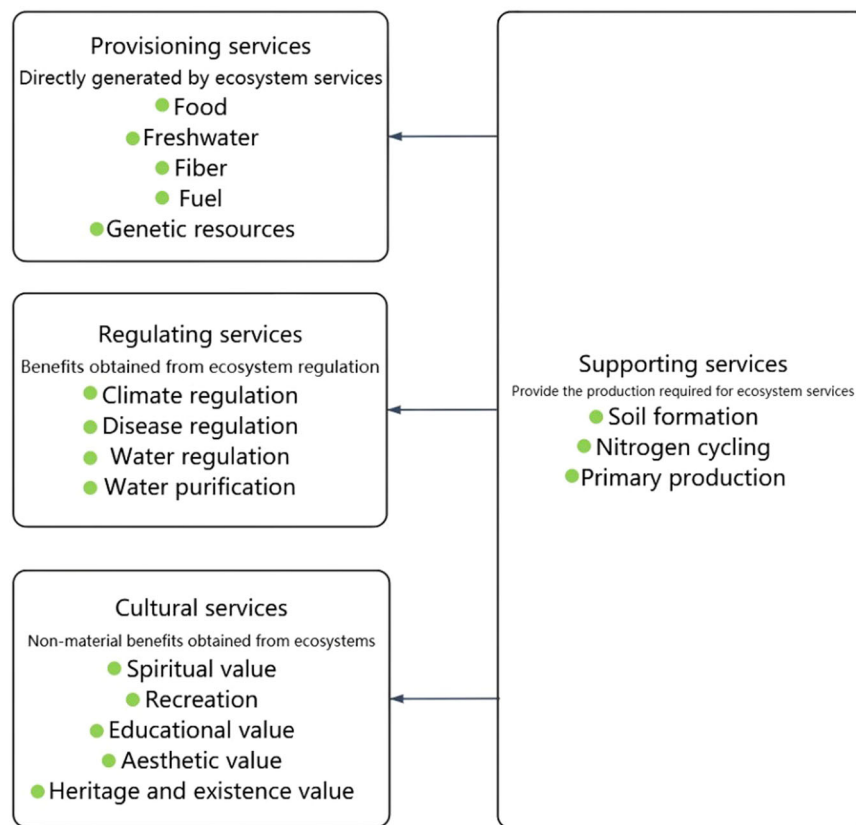 Provisioning services
Directly generated by ecosystem services
Food
Freshwater
Fiber
Fuel
Genetic resources
Regulating services
Benefits obtained from ecosystem regulation
Climate regulation
Disease regulation
Water regulation
Water purification
Cultural services
Non-material benefits obtained from ecosystems
Spiritual value
Recreation
Educational value
Aesthetic value
Heritage and existence value
Supporting services
Provide the production required for ecosystem services
Soil formation
Nitrogen cycling
Primary production